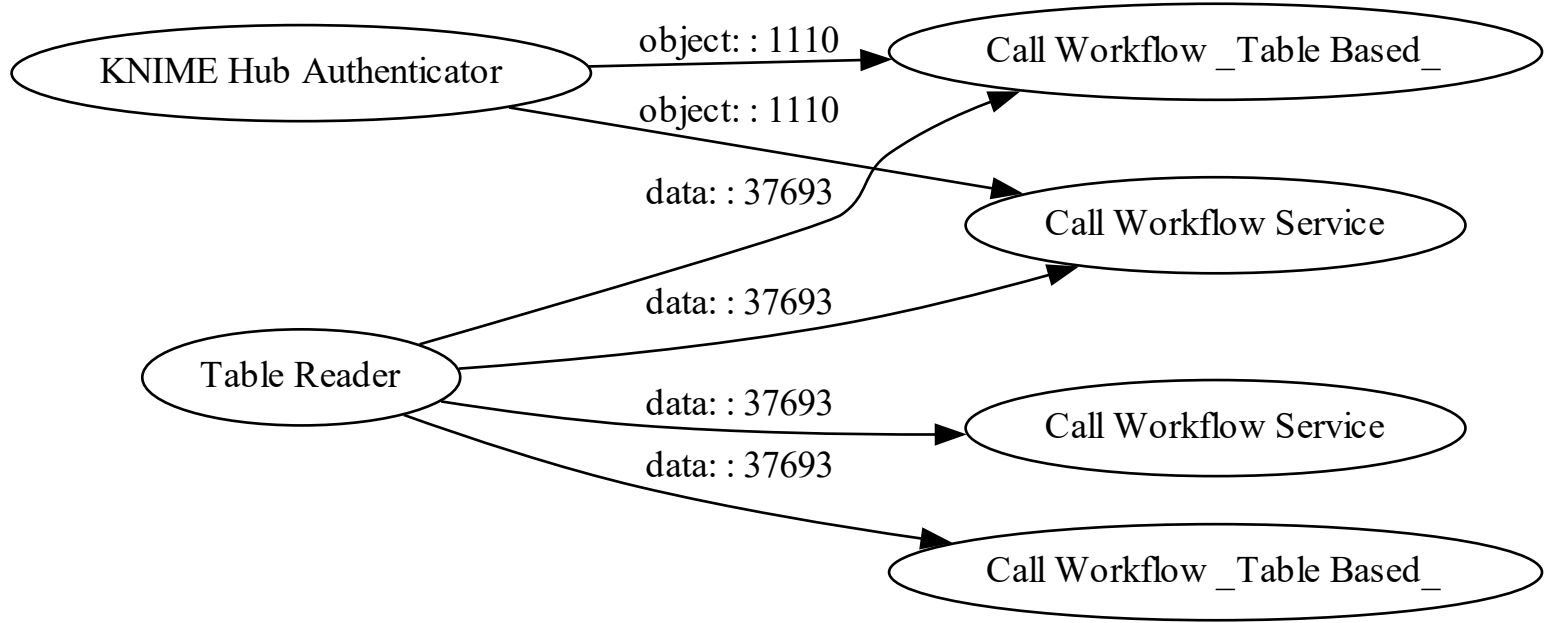 KNIME Hub Authenticator
object: : 1110
Call Workflow _Table Based_
object: : 1110
data: : 37693
Call Workflow Service
data: : 37693
Table Reader
data: : 37693
Call Workflow Service
data: : 37693
Call Workflow _Table Based_